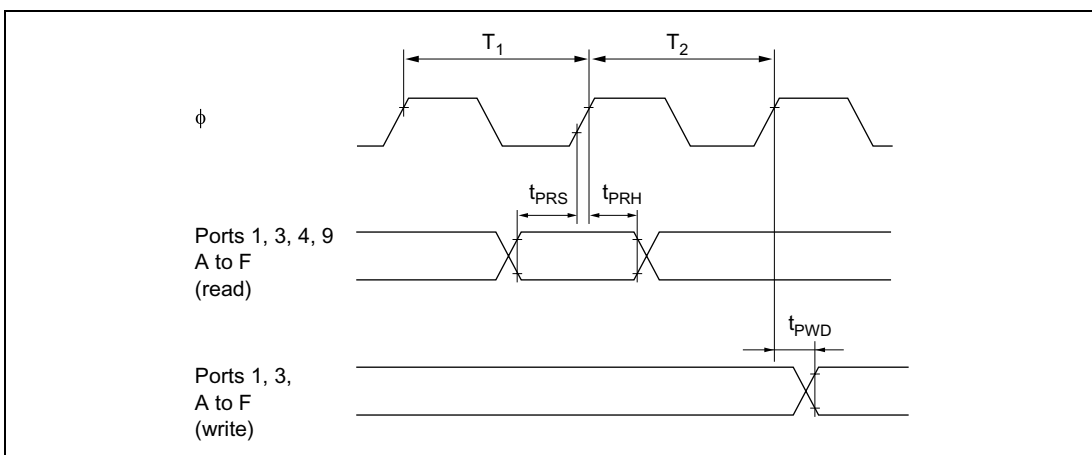 T1 T2
ϕ
tPRS tPRH
Ports 1, 3, 4, 9
A to F
(read)
tPWD
Ports 1, 3,
A to F
(write)